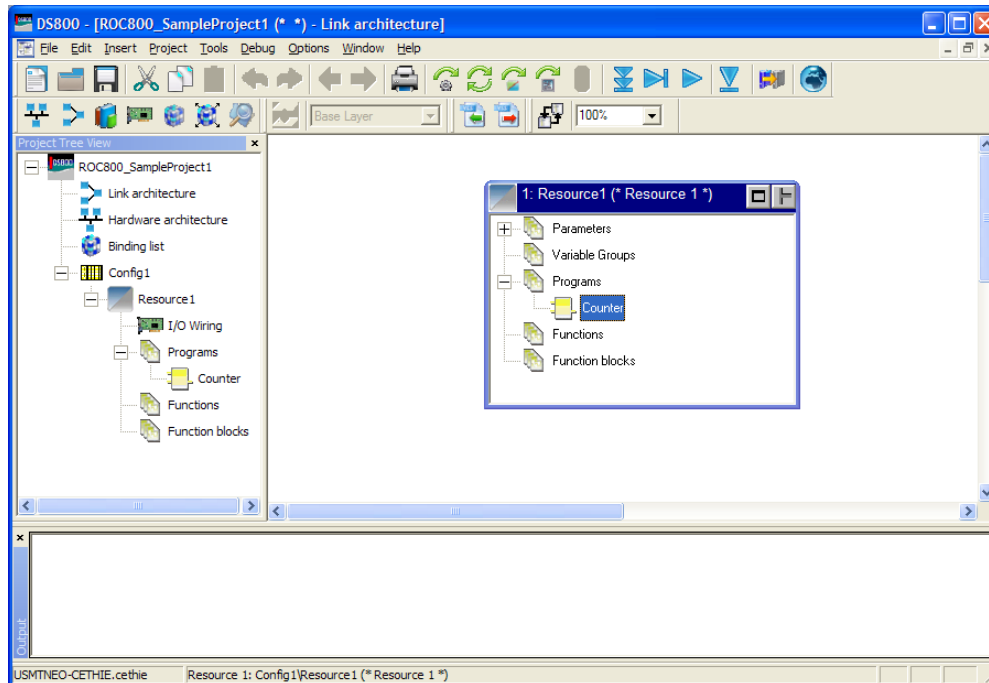 DS800 - [ROC800_SampleProject1 (* *) - Link architecture]
File Edit Insert Project Tools Debug Options Window Help
Base Layer
100%
Project Tree View
DS800
ROC800_SampleProject1
Link architecture
Hardware architecture
Binding list
Config1
Resource1
I/O Wiring
Programs
Counter
Functions
Function blocks
1: Resource1 (* Resource 1 *)
Parameters
Variable Groups
Programs
Counter
Functions
Function blocks
Output
USMTNEO-CETHIE.cethie
Resource 1: Config1\Resource1 (* Resource 1 *)